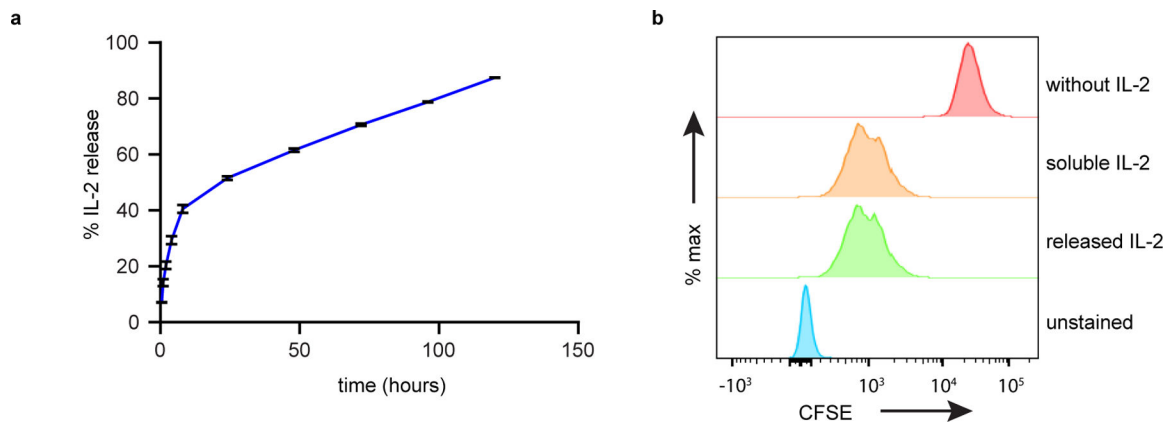 a
100
80
60
40
20
0
% IL-2 release
0
50
100
150
time (hours)
b
without IL-2
soluble IL-2
released IL-2
unstained
% max
-10³
10³
10⁴
10⁵
CFSE